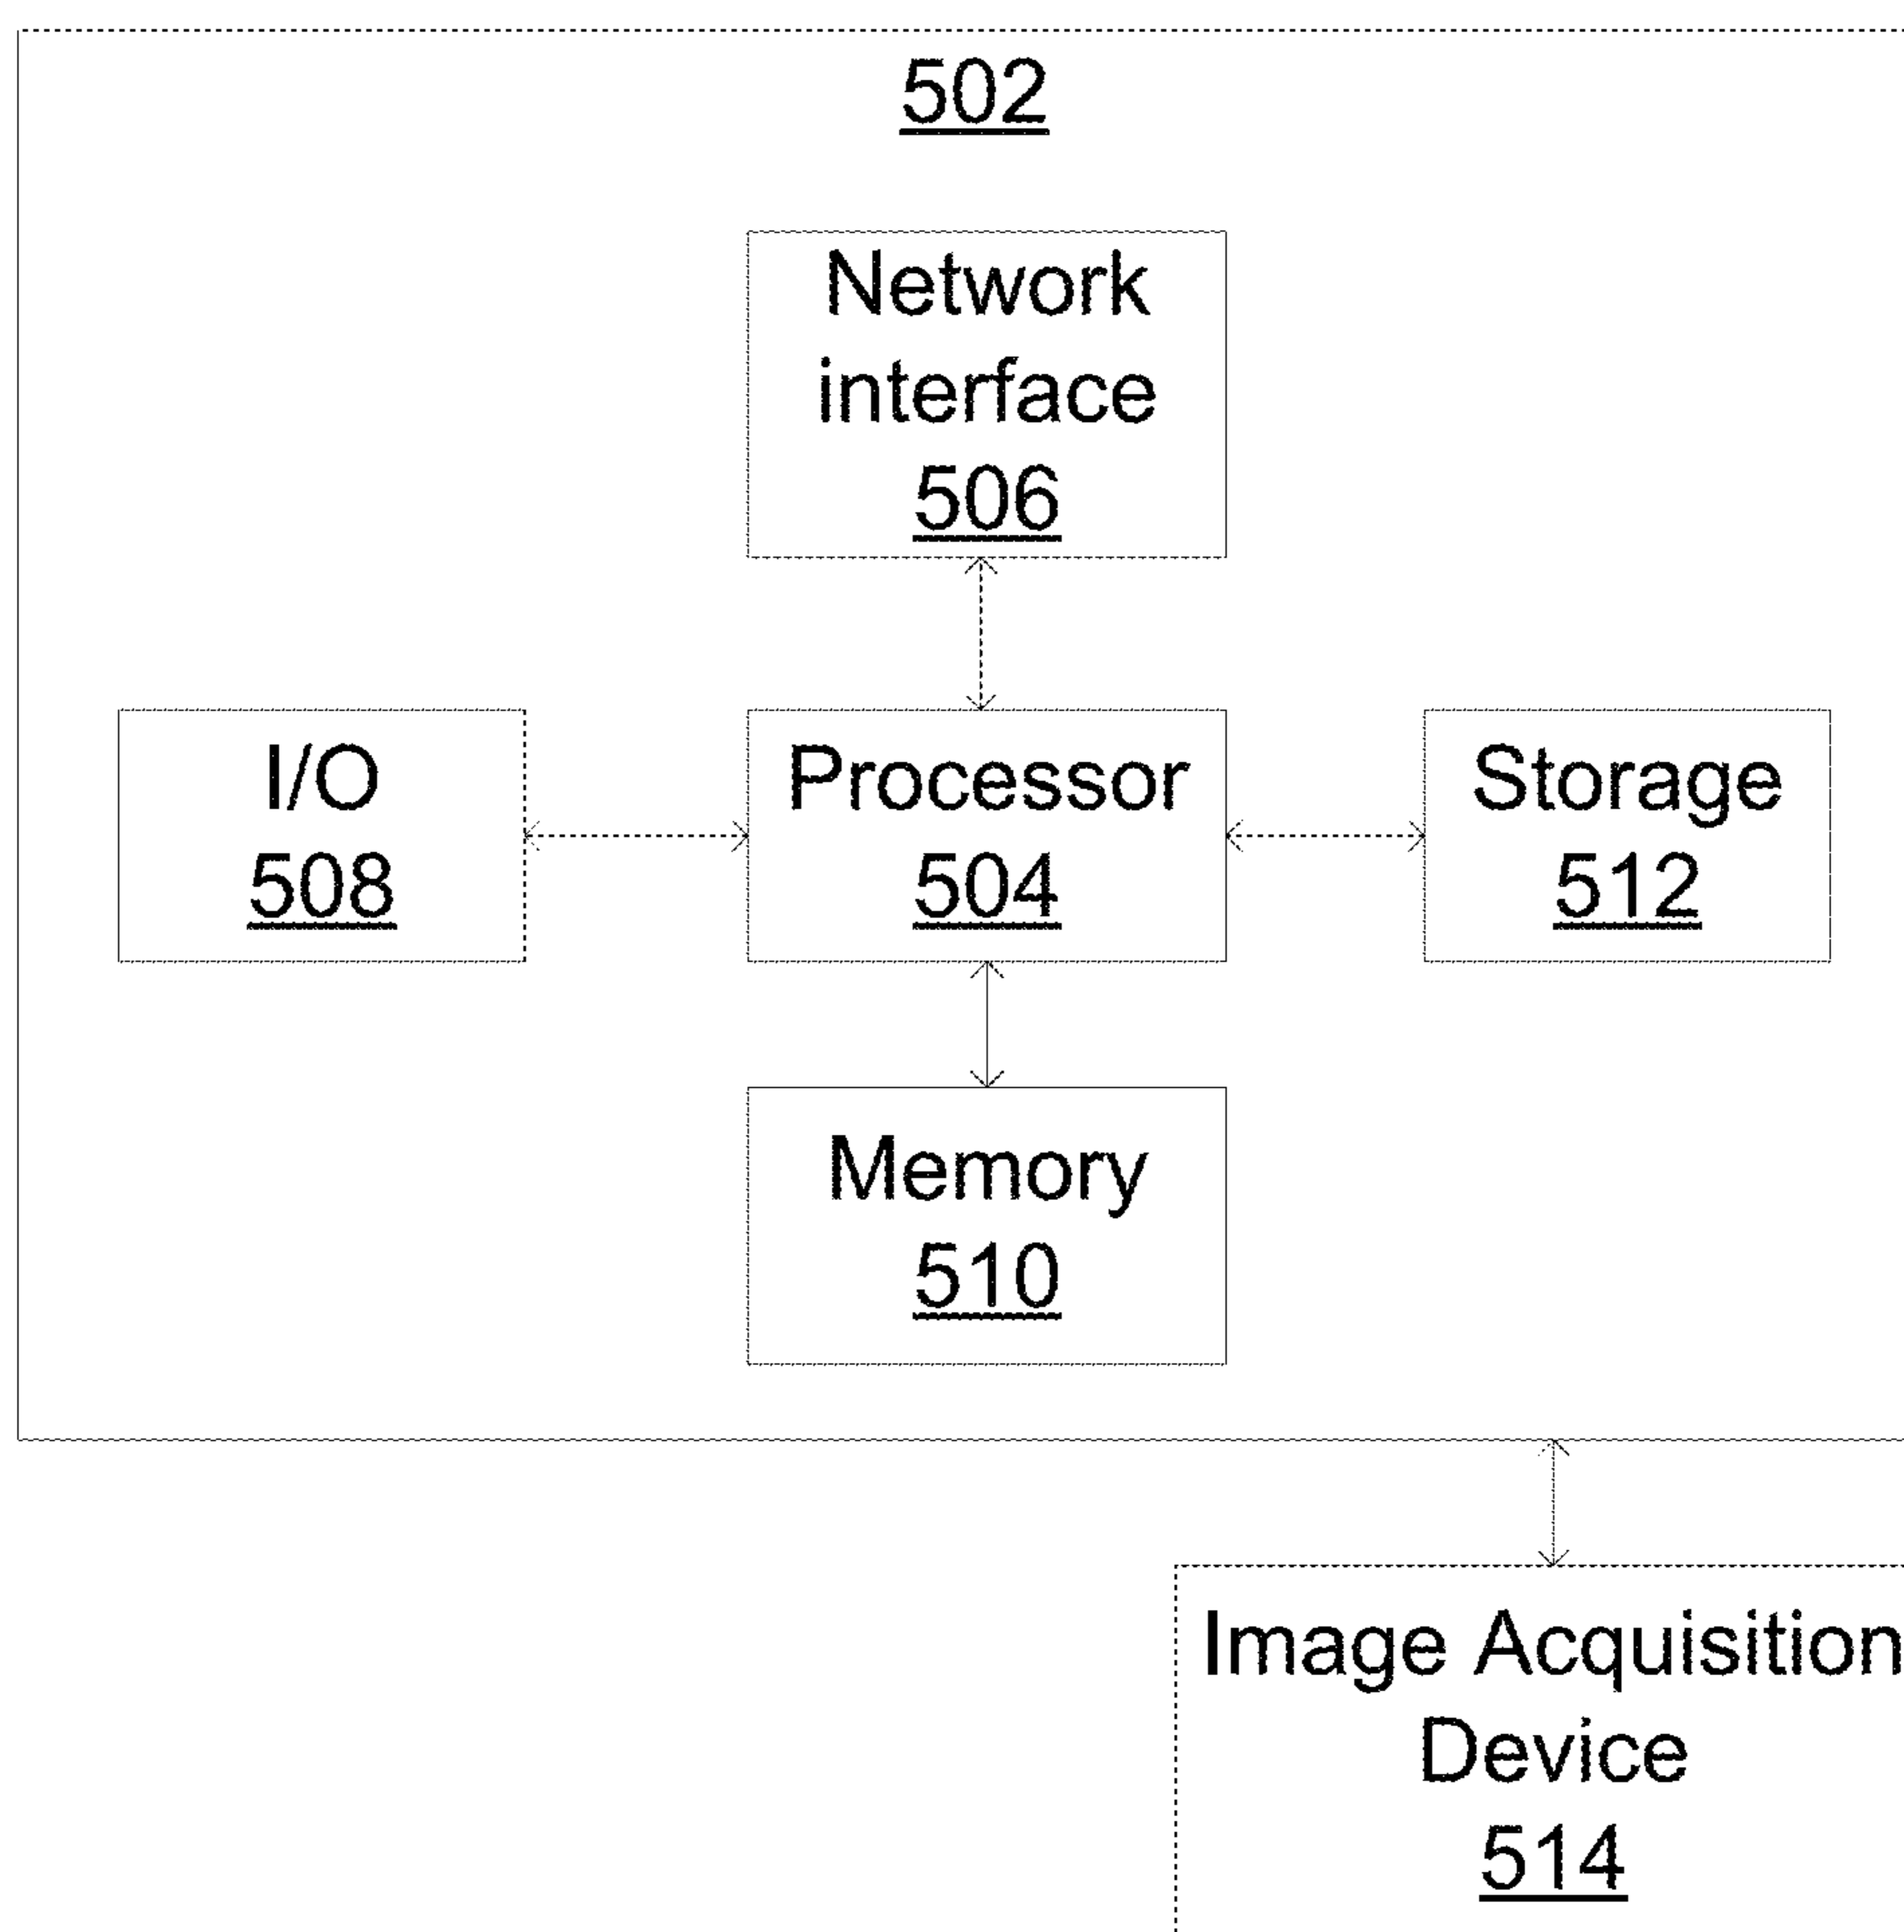 502
Network
interface
506
I/O
508
Processor
504
Storage
512
Memory
510
Image Acquisition
Device
514